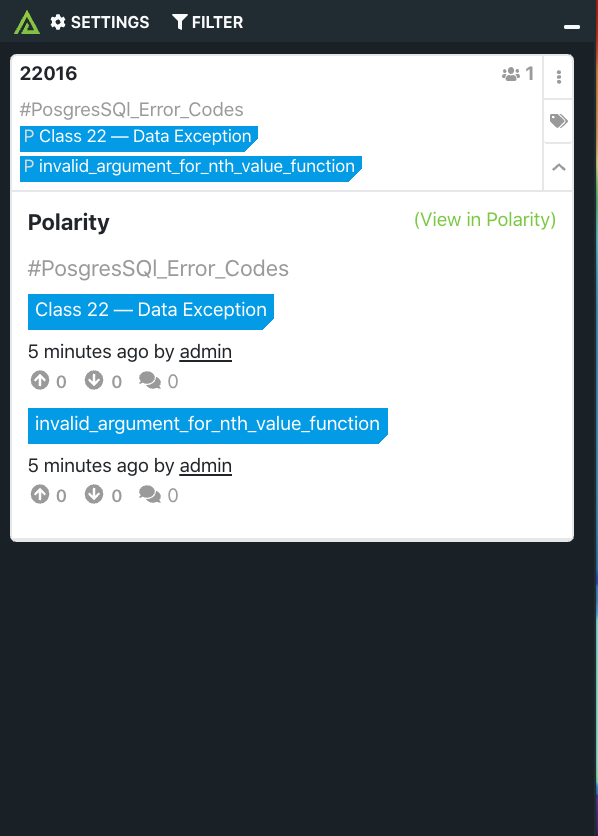 SETTINGS FILTER
22016 1
#PosgresSQl_Error_Codes
P Class 22 — Data Exception
P invalid_argument_for_nth_value_function
Polarity (View in Polarity)
#PosgresSQl_Error_Codes
Class 22 — Data Exception
5 minutes ago by admin
0 0 0
invalid_argument_for_nth_value_function
5 minutes ago by admin
0 0 0